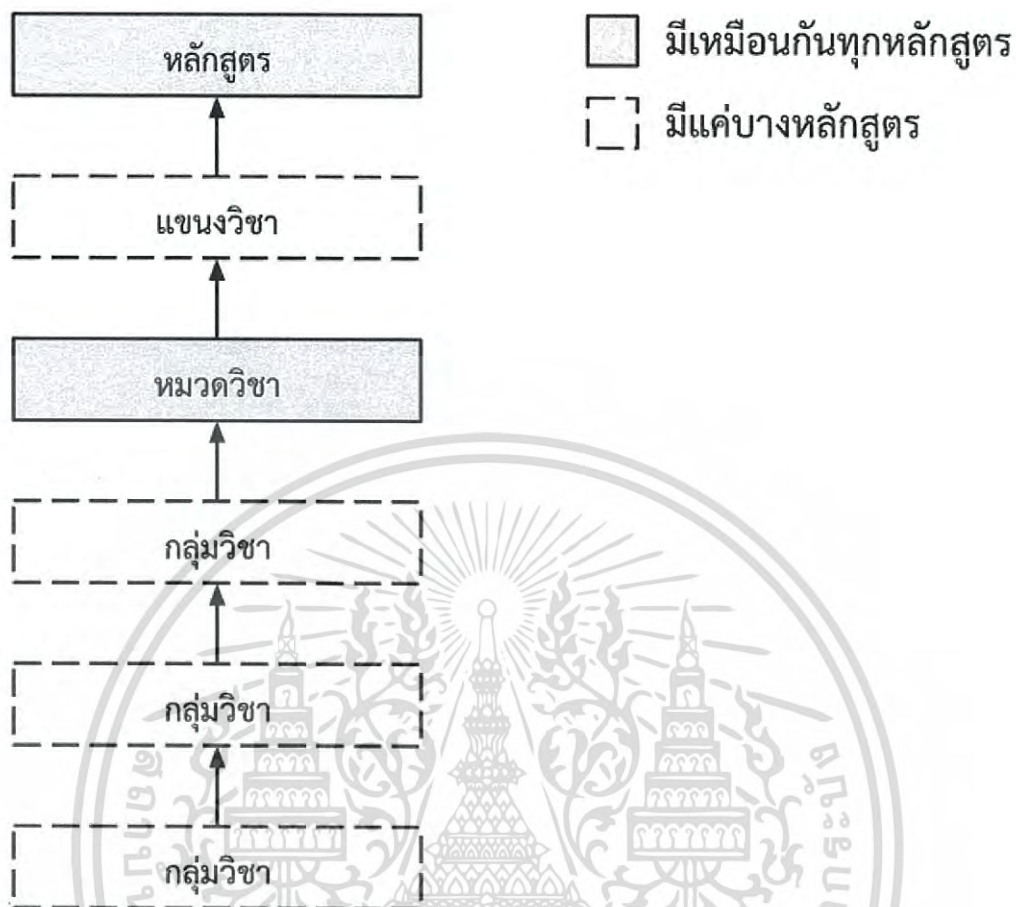 หลักสูตร
มีเหมือนกันทุกหลักสูตร
มีแค่บางหลักสูตร
แขนงวิชา
หมวดวิชา
กลุ่มวิชา
กลุ่มวิชา
กลุ่มวิชา